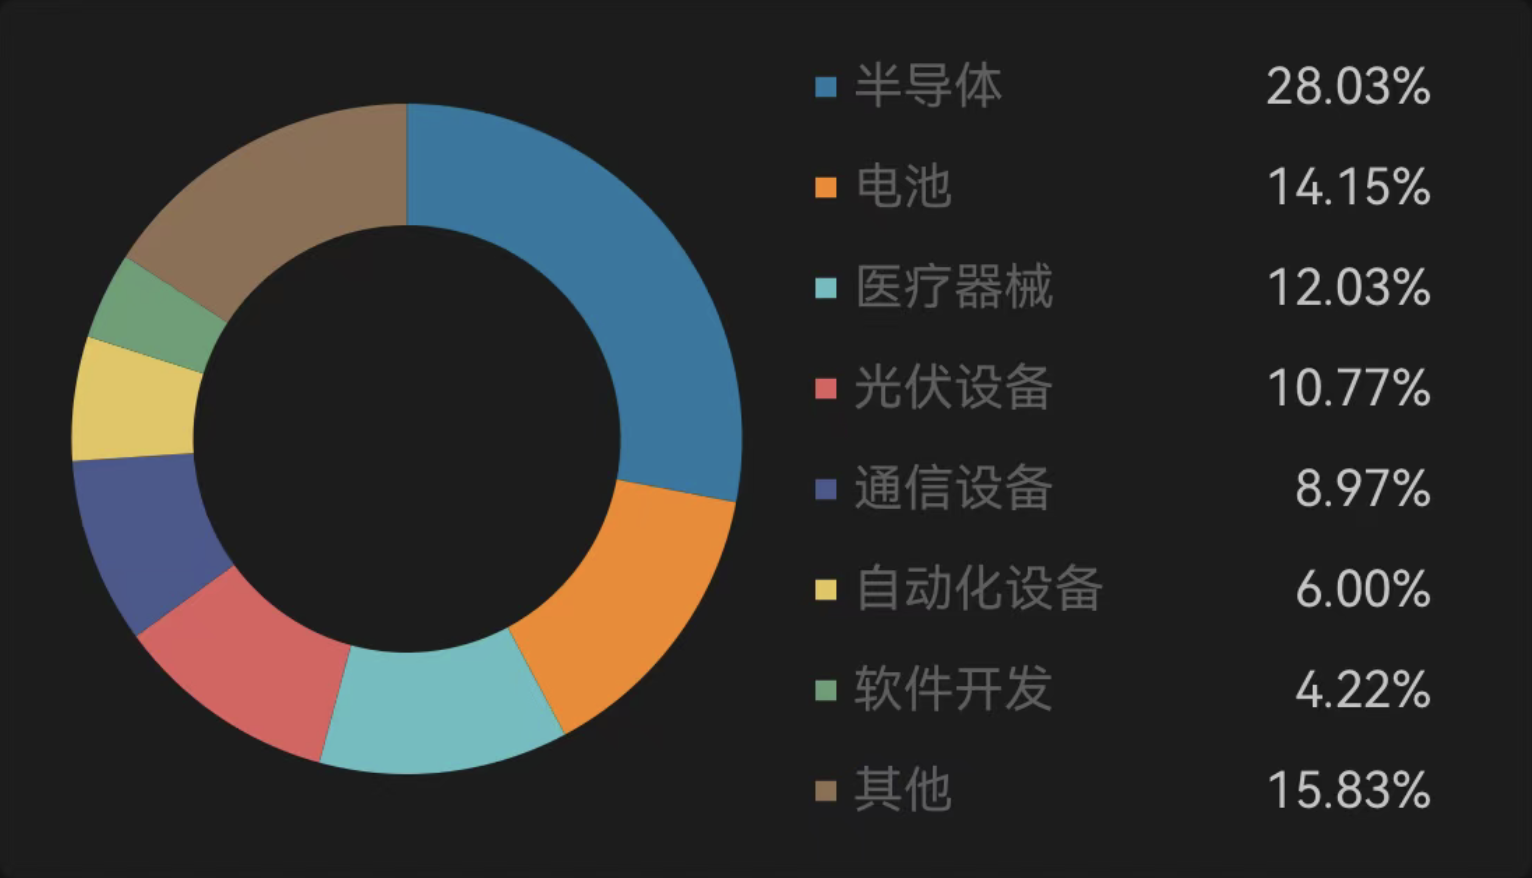 半导体 28.03%
电池 14.15%
医疗器械 12.03%
光伏设备 10.77%
通信设备 8.97%
自动化设备 6.00%
软件开发 4.22%
其他 15.83%